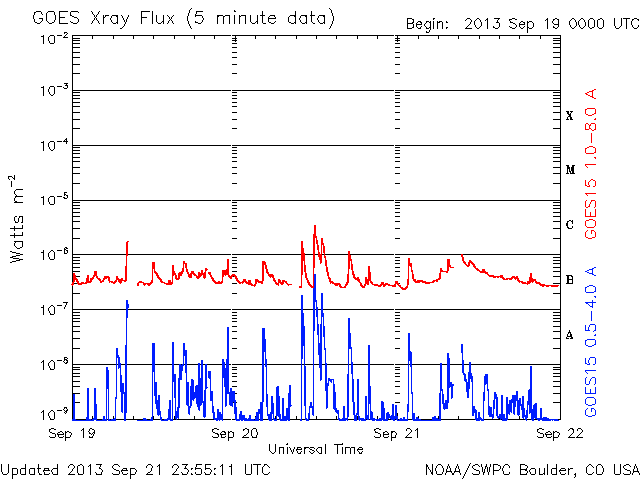 GOES Xray Flux (5 minute data)
Begin: 2013 Sep 19 0000 UTC
10-2
10-3
10-4
10-5
10-6
10-7
10-8
10-9
Watts m-2
X
M
C
B
A
GOES15 1.0-8.0 A
GOES15 0.5-4.0 A
Sep 19
Sep 20
Sep 21
Sep 22
Universal Time
Updated 2013 Sep 21 23:55:11 UTC
NOAA/SWPC Boulder, CO USA